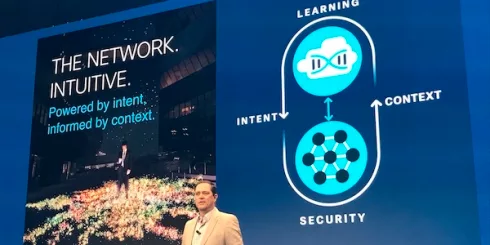 THE NETWORK.
INTUITIVE.
Powered by intent,
informed by context.
LEARNING
INTENT
CONTEXT
SECURITY